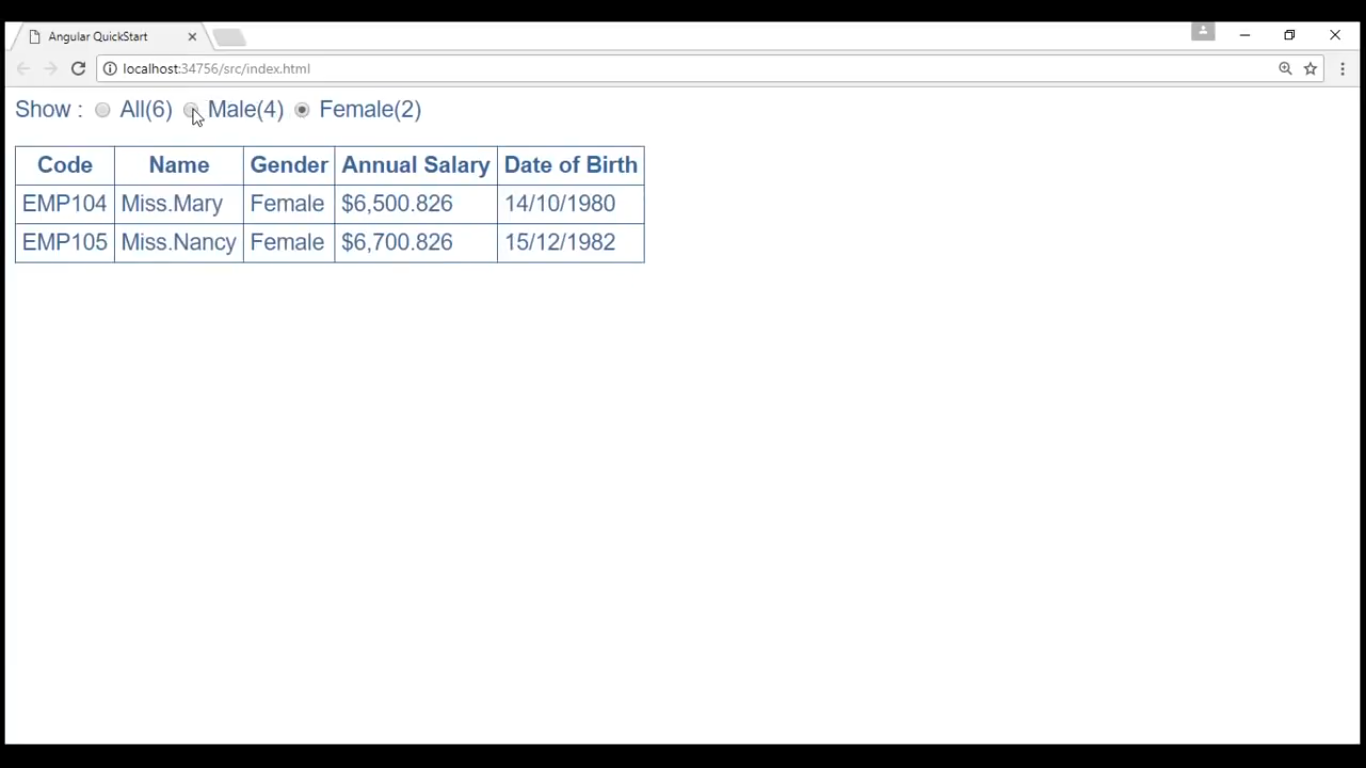 Angular QuickStart
localhost:34756/src/index.html
Show : All(6) Male(4) Female(2)
Code Name Gender Annual Salary Date of Birth
EMP104 Miss.Mary Female $6,500.826 14/10/1980
EMP105 Miss.Nancy Female $6,700.826 15/12/1982